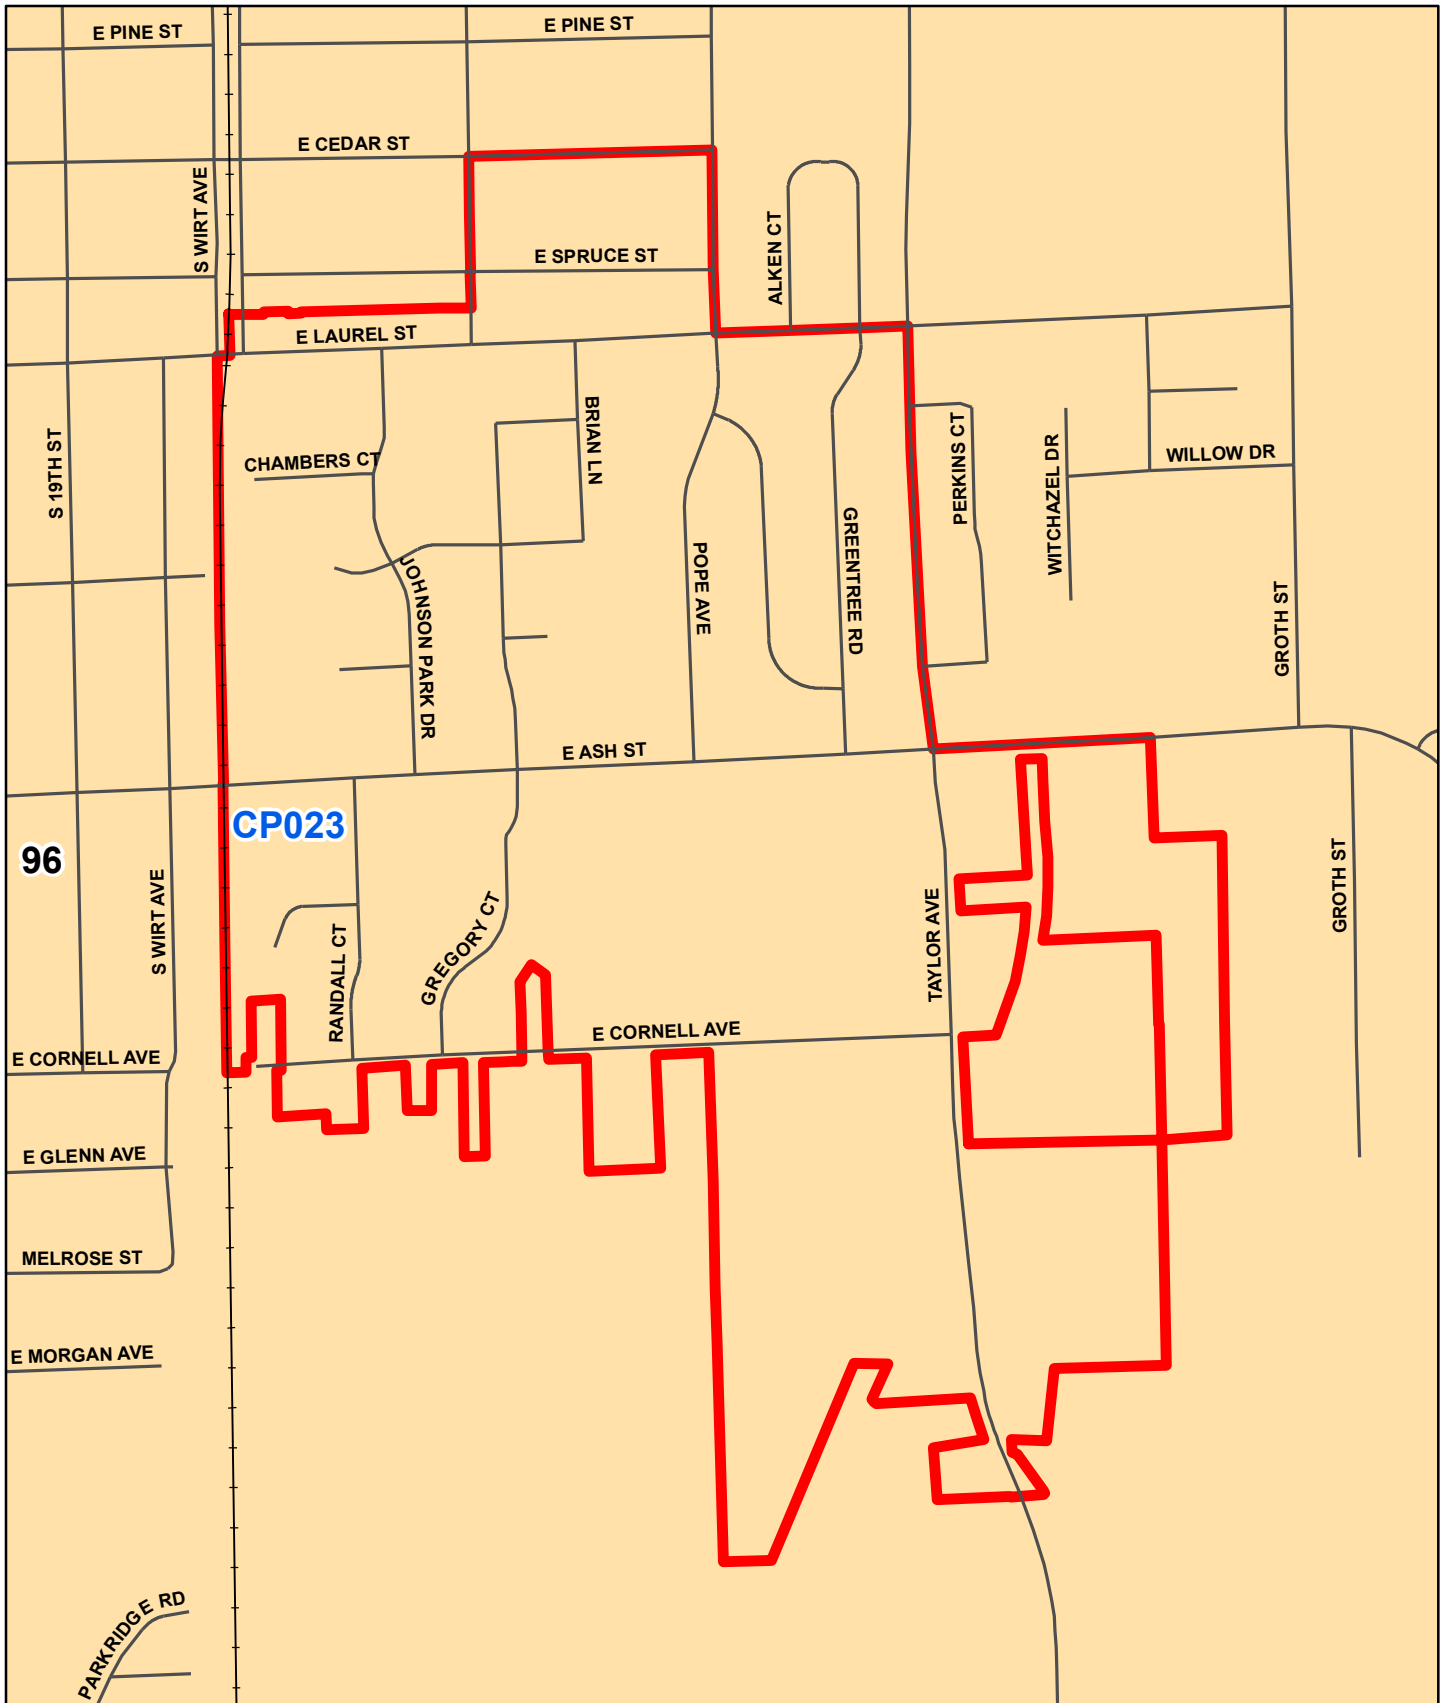 E PINE ST
E PINE ST
E CEDAR ST
S WIRT AVE
E SPRUCE ST
ALKEN CT
E LAUREL ST
S 19TH ST
CHAMBERS CT
BRIAN LN
PERKINS CT
WITCHAZEL DR
WILLOW DR
JOHNSON PARK DR
POPE AVE
GREENTREE RD
GROTH ST
E ASH ST
CP023
96
S WIRT AVE
RANDALL CT
GREGORY CT
TAYLOR AVE
GROTH ST
E CORNELL AVE
E CORNELL AVE
E GLENN AVE
MELROSE ST
E MORGAN AVE
PARKRIDGE RD